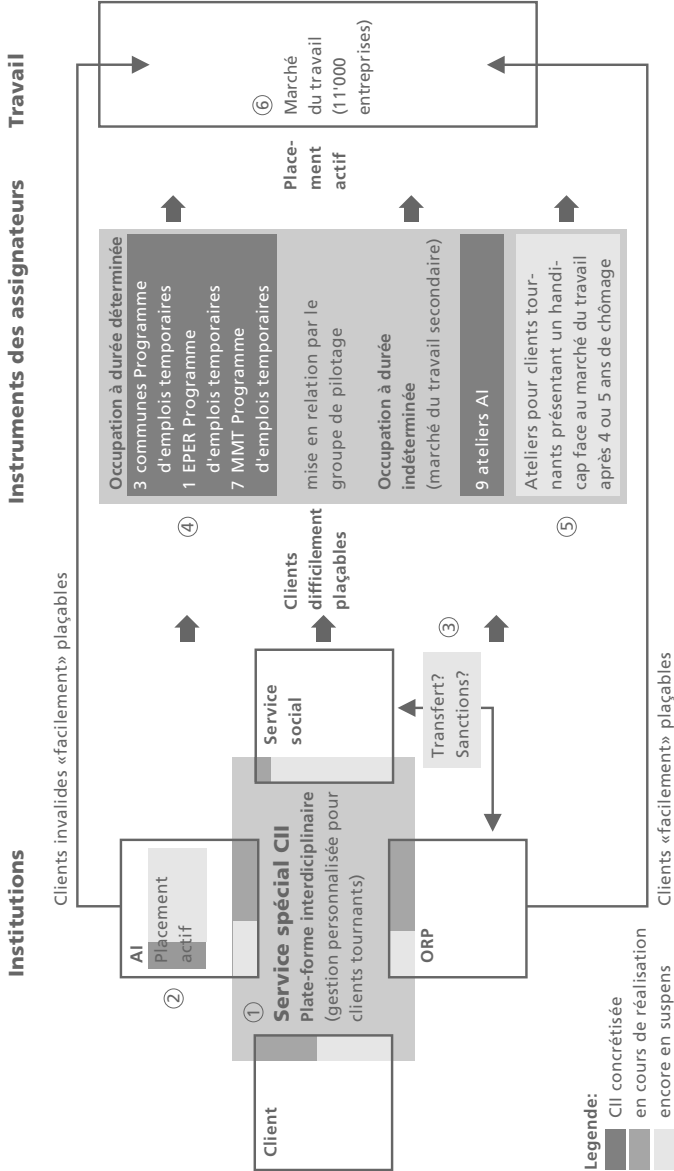 Institutions
Instruments des assignateurs
Travail
Clients invalides «facilement» plaçables
②
AI
Placement
actif
①
Service spécial CII
Plate-forme interdiciplinaire
(gestion personnalisée pour
clients tournants)
Client
Service
social
ORP
Transfert?
Sanctions?
③
Clients
difficilement
plaçables
④
Occupation à durée déterminée
3 communes Programme
d'emplois temporaires
1 EPER Programme
d'emplois temporaires
7 MMT Programme
d'emplois temporaires
mise en relation par le
groupe de pilotage
Occupation à durée
indéterminée
(marché du travail secondaire)
9 ateliers AI
⑤
Ateliers pour clients tour-
nants présentant un handi-
cap face au marché du travail
après 4 ou 5 ans de chômage
Place-
ment
actif
⑥
Marché
du travail
(11'000
entreprises)
Clients «facilement» plaçables
Legende:
CII concrétisée
en cours de réalisation
encore en suspens